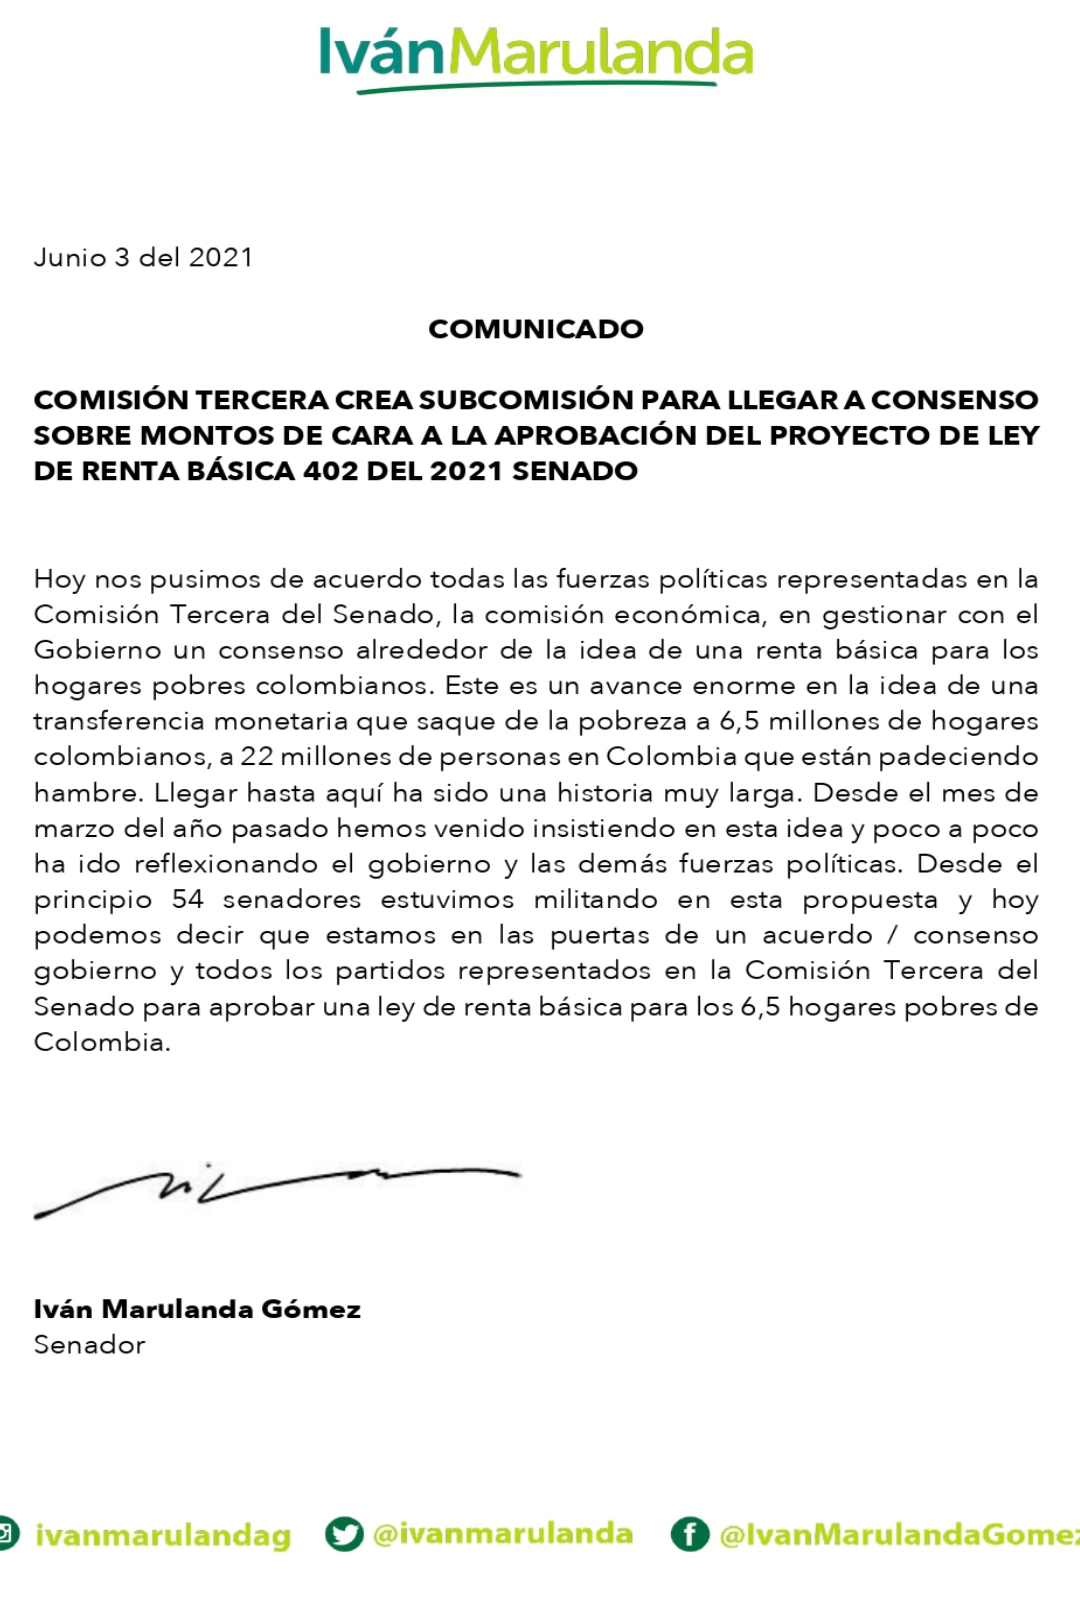 IvánMarulanda
Junio 3 del 2021
COMUNICADO
COMISIÓN TERCERA CREA SUBCOMISIÓN PARA LLEGAR A CONSENSO
SOBRE MONTOS DE CARA A LA APROBACIÓN DEL PROYECTO DE LEY
DE RENTA BÁSICA 402 DEL 2021 SENADO
Hoy nos pusimos de acuerdo todas las fuerzas políticas representadas en la
Comisión Tercera del Senado, la comisión económica, en gestionar con el
Gobierno un consenso alrededor de la idea de una renta básica para los
hogares pobres colombianos. Este es un avance enorme en la idea de una
transferencia monetaria que saque de la pobreza a 6,5 millones de hogares
colombianos, a 22 millones de personas en Colombia que están padeciendo
hambre. Llegar hasta aquí ha sido una historia muy larga. Desde el mes de
marzo del año pasado hemos venido insistiendo en esta idea y poco a poco
ha ido reflexionando el gobierno y las demás fuerzas políticas. Desde el
principio 54 senadores estuvimos militando en esta propuesta y hoy
podemos decir que estamos en las puertas de un acuerdo / consenso
gobierno y todos los partidos representados en la Comisión Tercera del
Senado para aprobar una ley de renta básica para los 6,5 hogares pobres de
Colombia.
Iván Marulanda Gómez
Senador
ivanmarulandag @ivanmarulanda @IvanMarulandaGomez